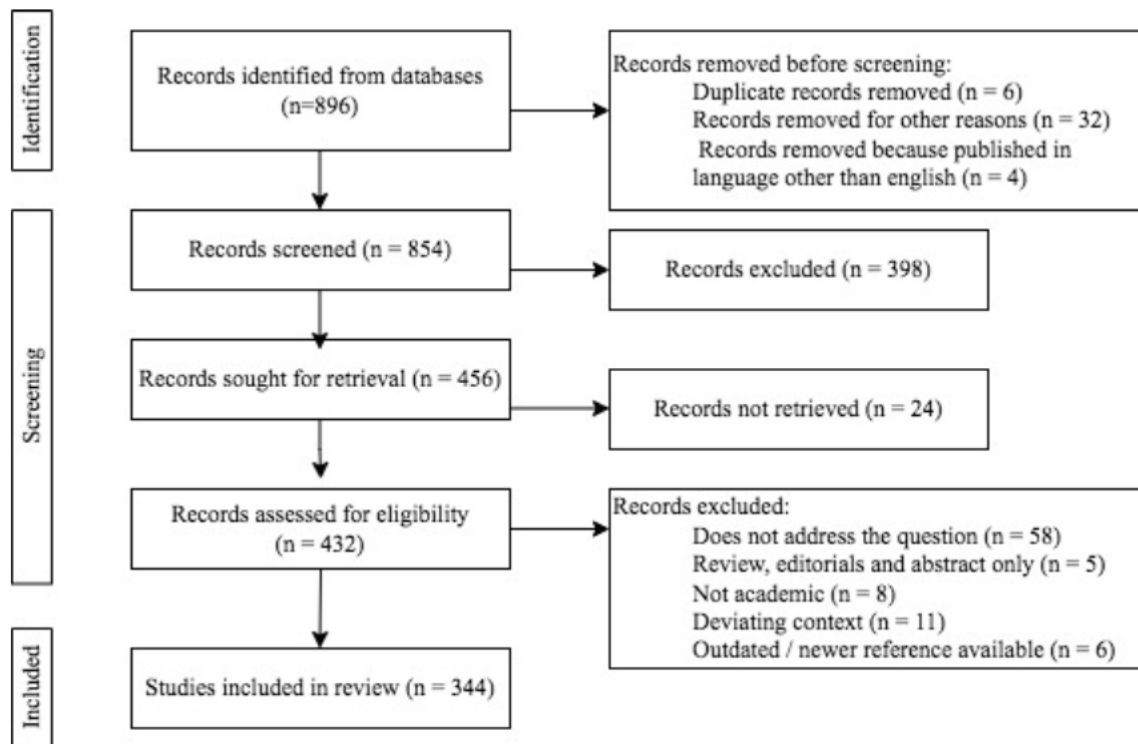 Identification
Records identified from databases
(n=896)
Records removed before screening:
Duplicate records removed (n = 6)
Records removed for other reasons (n = 32)
Records removed because published in
language other than english (n = 4)
Screening
Records screened (n = 854)
Records excluded (n = 398)
Records sought for retrieval (n = 456)
Records not retrieved (n = 24)
Records assessed for eligibility
(n = 432)
Records excluded:
Does not address the question (n = 58)
Review, editorials and abstract only (n = 5)
Not academic (n = 8)
Deviating context (n = 11)
Outdated / newer reference available (n = 6)
Included
Studies included in review (n = 344)